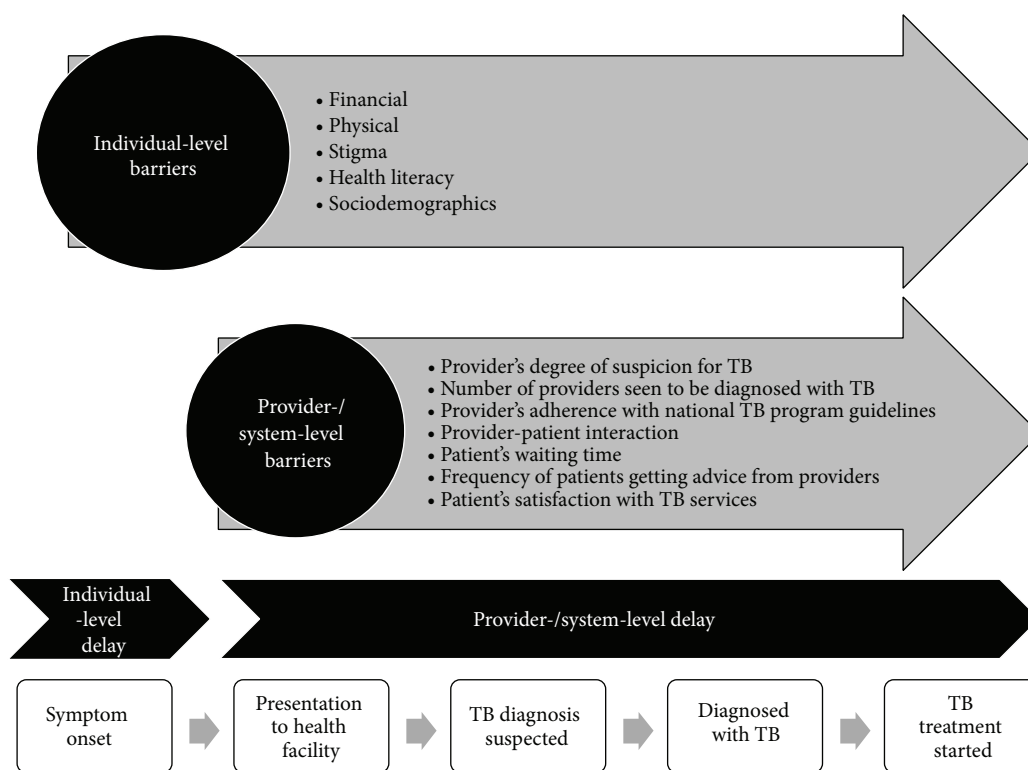 Individual-level
barriers
• Financial
• Physical
• Stigma
• Health literacy
• Sociodemographics
Provider-/
system-level
barriers
• Provider’s degree of suspicion for TB
• Number of providers seen to be diagnosed with TB
• Provider’s adherence with national TB program guidelines
• Provider-patient interaction
• Patient’s waiting time
• Frequency of patients getting advice from providers
• Patient’s satisfaction with TB services
Individual
-level
delay
Provider-/system-level delay
Symptom
onset
Presentation
to health
facility
TB diagnosis
suspected
Diagnosed
with TB
TB
treatment
started